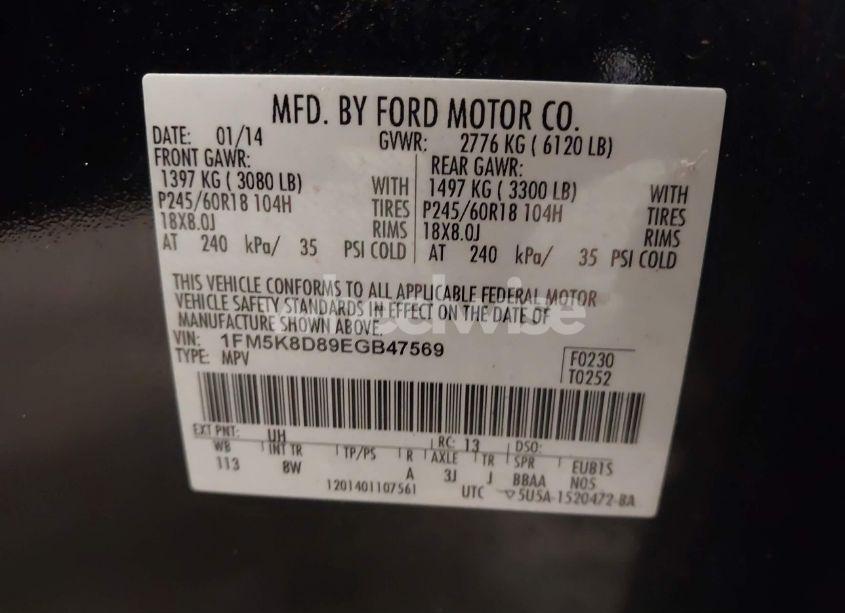 MFD. BY FORD MOTOR CO.
DATE: 01/14 GVWR: 2776 KG ( 6120 LB)
FRONT GAWR: REAR GAWR:
1397 KG ( 3080 LB) WITH 1497 KG ( 3300 LB) WITH
P245/60R18 104H TIRES P245/60R18 104H TIRES
18X8.0J RIMS 18X8.0J RIMS
AT 240 kPa/ 35 PSI COLD AT 240 kPa/ 35 PSI COLD
THIS VEHICLE CONFORMS TO ALL APPLICABLE FEDERAL MOTOR
VEHICLE SAFETY STANDARDS IN EFFECT ON THE DATE OF
MANUFACTURE SHOWN ABOVE.
wheelwise
VIN: 1FM5K8D89EGB47569
TYPE: MPV F0230
T0252
EXT PNT: UH RC: 13 DSO:
WB INT TR TP/PS R AXLE TR SPR EUB1S
113 8W A 3J J BBAA NOS
1201401107561 UTC ▽5U5A-1520472-BA